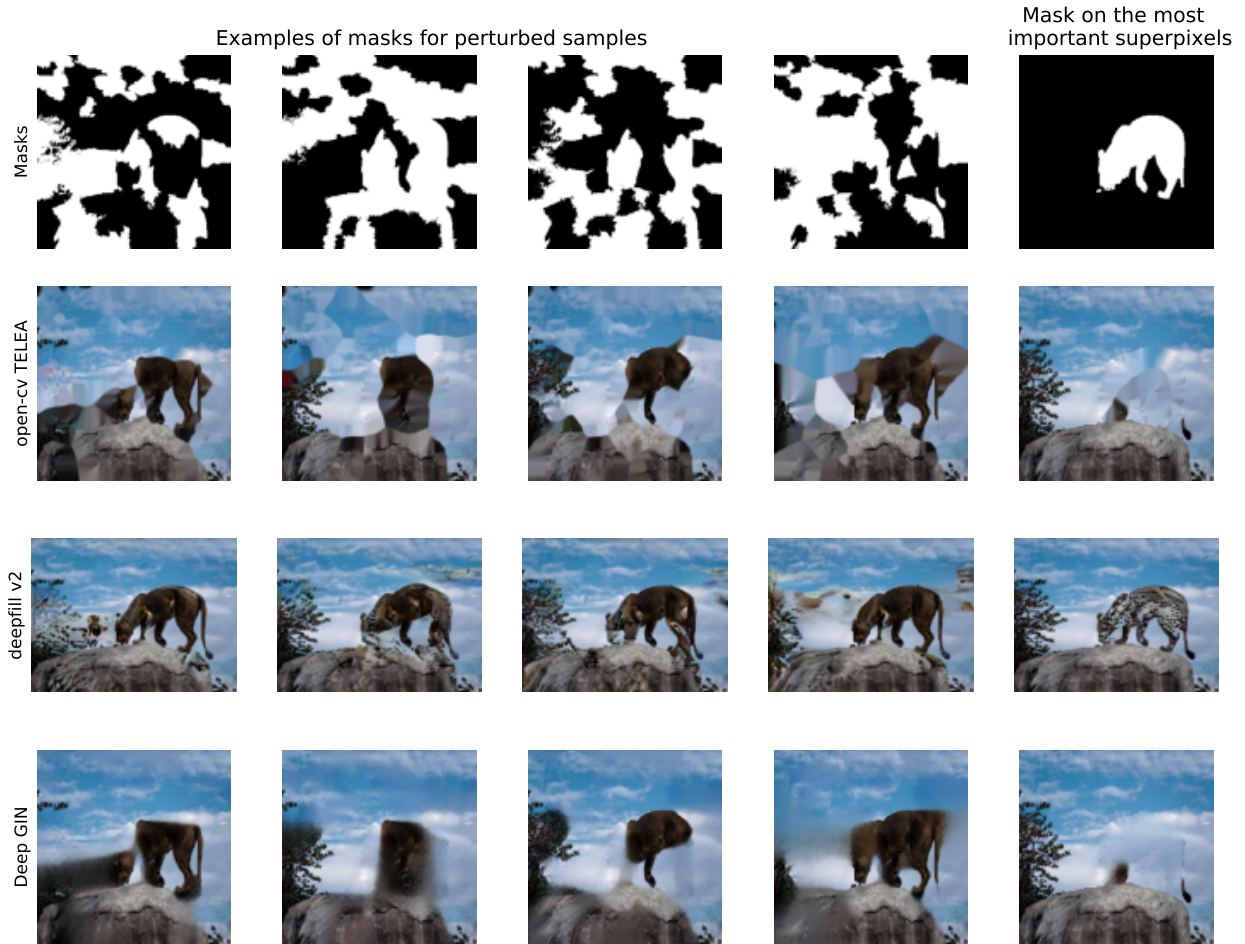 Examples of masks for perturbed samples
Mask on the most
important superpixels
Masks
open-cv TELEA
deepfill v2
Deep GIN